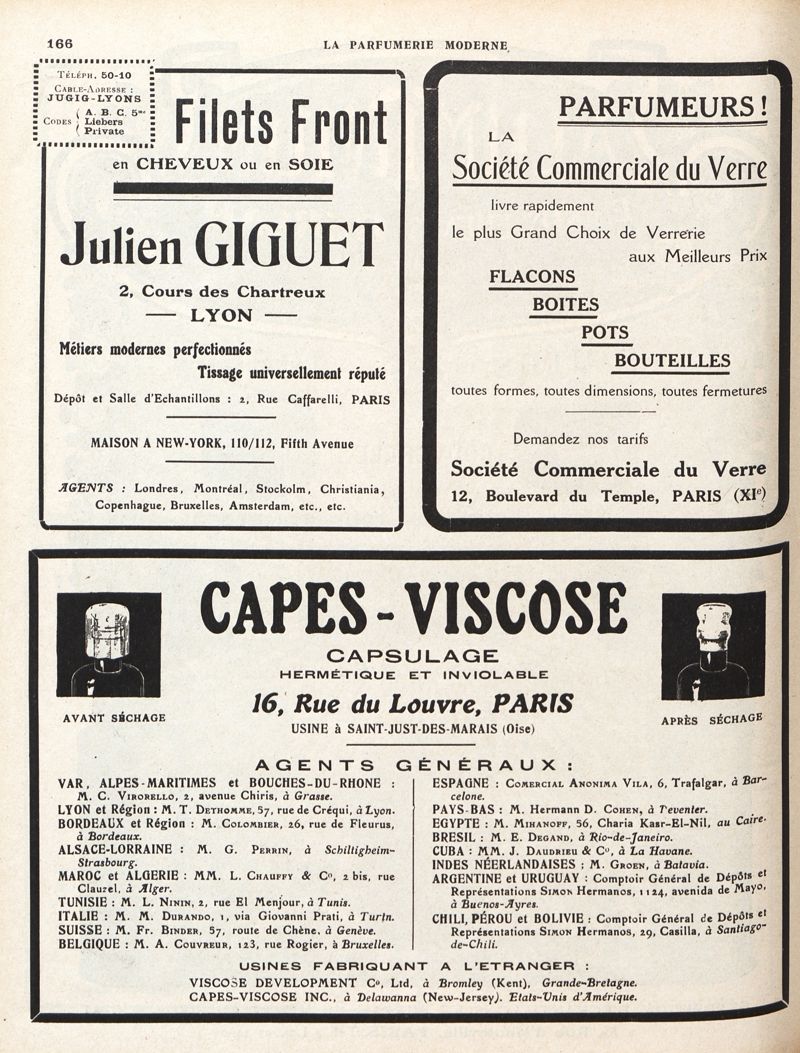 166
LA PARFUMERIE MODERNE
TÉLÉPH. 50-10
CABLE-ADRESSE :
JUGIG-LYONS
CODES
A. B. C. 5me
Liebers
Private
Filets Front
en CHEVEUX ou en SOIE
Julien GIGUET
2, Cours des Chartreux
— LYON —
Métiers modernes perfectionnés
Tissage universellement réputé
Dépôt et Salle d'Echantillons : 2, Rue Caffarelli, PARIS
MAISON A NEW-YORK, 110/112, Fifth Avenue
AGENTS : Londres, Montréal, Stockolm, Christiania,
Copenhague, Bruxelles, Amsterdam, etc., etc.
PARFUMEURS !
LA
Société Commerciale du Verre
livre rapidement
le plus Grand Choix de Verrerie
aux Meilleurs Prix
FLACONS
BOITES
POTS
BOUTEILLES
toutes formes, toutes dimensions, toutes fermetures
Demandez nos tarifs
Société Commerciale du Verre
12, Boulevard du Temple, PARIS (XIe)
CAPES-VISCOSE
CAPSULAGE
HERMÉTIQUE ET INVIOLABLE
16, Rue du Louvre, PARIS
USINE à SAINT-JUST-DES-MARAIS (Oise)
AVANT SÉCHAGE
APRÈS SÉCHAGE
AGENTS GÉNÉRAUX :
VAR, ALPES-MARITIMES et BOUCHES-DU-RHONE :
M. C. VIRORELLO, 2, avenue Chiris, à Grasse.
LYON et Région : M. T. DETHOMME, 57, rue de Créqui, à Lyon.
BORDEAUX et Région : M. COLOMBIER, 26, rue de Fleurus,
à Bordeaux.
ALSACE-LORRAINE : M. G. PERRIN, à Schiltigheim-
Strasbourg.
MAROC et ALGERIE : MM. L. CHAUFFY & Co, 2 bis, rue
Clauzel, à Alger.
TUNISIE : M. L. NININ, 2, rue El Menjour, à Tunis.
ITALIE : M. M. DURANDO, 1, via Giovanni Prati, à Turin.
SUISSE : M. Fr. BINDER, 57, route de Chêne, à Genève.
BELGIQUE : M. A. COUVREUR, 123, rue Rogier, à Bruxelles.
ESPAGNE : COMERCIAL ANONIMA VILA, 6, Trafalgar, à Bar-
celone.
PAYS-BAS : M. Hermann D. COHEN, à Deventer.
EGYPTE : M. MIHANOFF, 56, Charia Kasr-El-Nil, au Caire.
BRESIL : M. E. DEGAND, à Rio-de-Janeiro.
CUBA : MM. J. DAUDRIEU & Co, à La Havane.
INDES NÉERLANDAISES ; M. GROEN, à Batavia.
ARGENTINE et URUGUAY : Comptoir Général de Dépôts et
Représentations SIMON Hermanos, 1124, avenida de Mayo,
à Buenos-Ayres.
CHILI, PÉROU et BOLIVIE : Comptoir Général de Dépôts et
Représentations SIMON Hermanos, 29, Casilla, à Santiago-
de-Chili.
USINES FABRIQUANT A L'ETRANGER :
VISCOSE DEVELOPMENT Co, Ltd, à Bromley (Kent), Grande-Bretagne.
CAPES-VISCOSE INC., à Delawanna (New-Jersey). Etats-Unis d'Amérique.